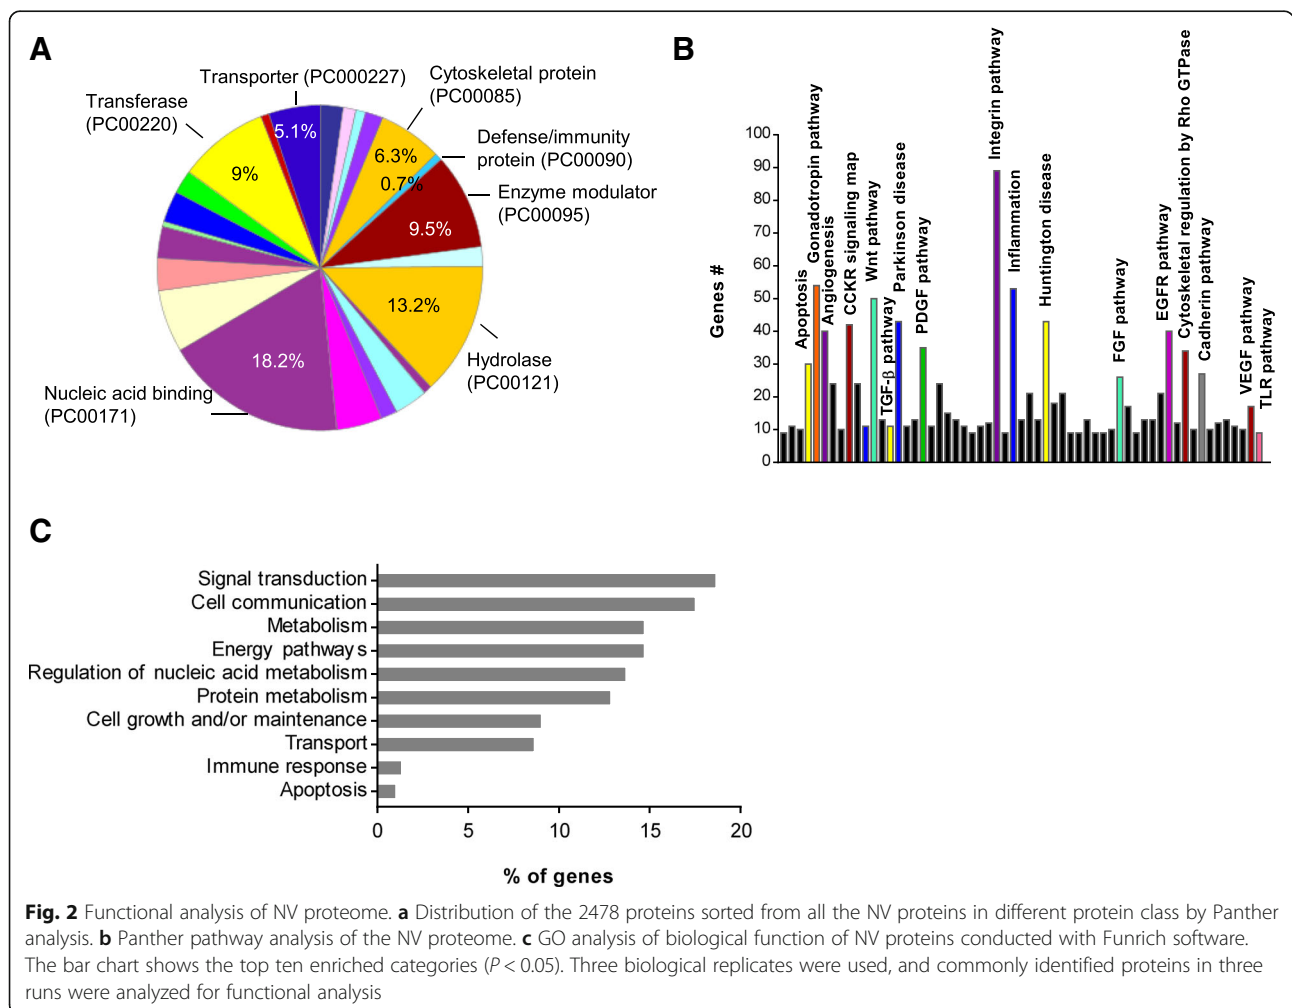 A
Transporter (PC000227)
Transferase
(PC00220)
Cytoskeletal protein
(PC00085)
Defense/immunity
protein (PC00090)
Enzyme modulator
(PC00095)
5.1%
6.3%
0.7%
9%
9.5%
13.2%
18.2%
Hydrolase
(PC00121)
Nucleic acid binding
(PC00171)
B
Genes #
100
90
80
70
60
50
40
30
20
10
0
Apoptosis
Gonadotropin pathway
Angiogenesis
CCKR signaling map
Wnt pathway
TGF-β pathway
Parkinson disease
PDGF pathway
Integrin pathway
Inflammation
Huntington disease
FGF pathway
EGFR pathway
Cytoskeletal regulation by Rho GTPase
Cadherin pathway
VEGF pathway
TLR pathway
C
Signal transduction
Cell communication
Metabolism
Energy pathways
Regulation of nucleic acid metabolism
Protein metabolism
Cell growth and/or maintenance
Transport
Immune response
Apoptosis
0 5 10 15 20
% of genes
Fig. 2 Functional analysis of NV proteome. a Distribution of the 2478 proteins sorted from all the NV proteins in different protein class by Panther
analysis. b Panther pathway analysis of the NV proteome. c GO analysis of biological function of NV proteins conducted with Funrich software.
The bar chart shows the top ten enriched categories (P < 0.05). Three biological replicates were used, and commonly identified proteins in three
runs were analyzed for functional analysis